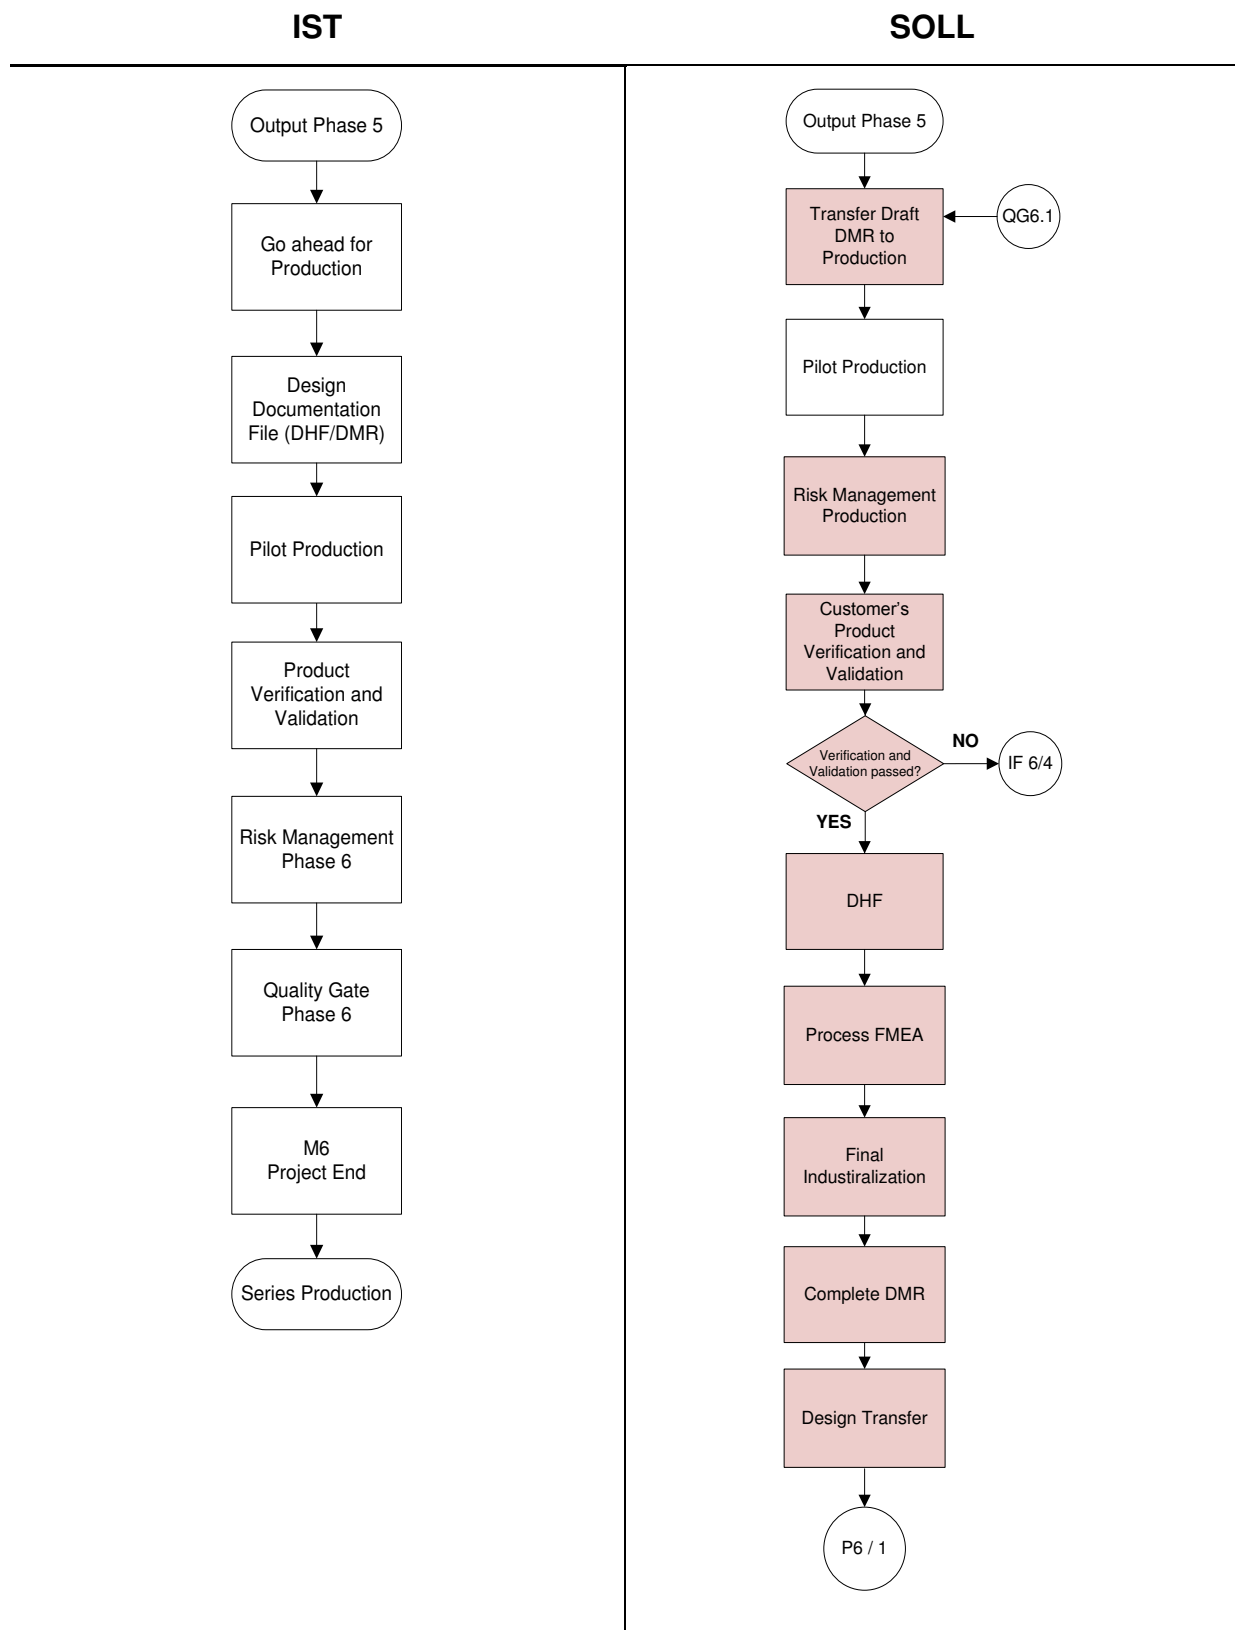 IST
SOLL
Output Phase 5
Go ahead for
Production
Design
Documentation
File (DHF/DMR)
Pilot Production
Product
Verification and
Validation
Risk Management
Phase 6
Quality Gate
Phase 6
M6
Project End
Series Production
Output Phase 5
Transfer Draft
DMR to
Production
QG6.1
Pilot Production
Risk Management
Production
Customer's
Product
Verification and
Validation
Verification and
Validation passed?
NO
IF 6/4
YES
DHF
Process FMEA
Final
Industiralization
Complete DMR
Design Transfer
P6 / 1